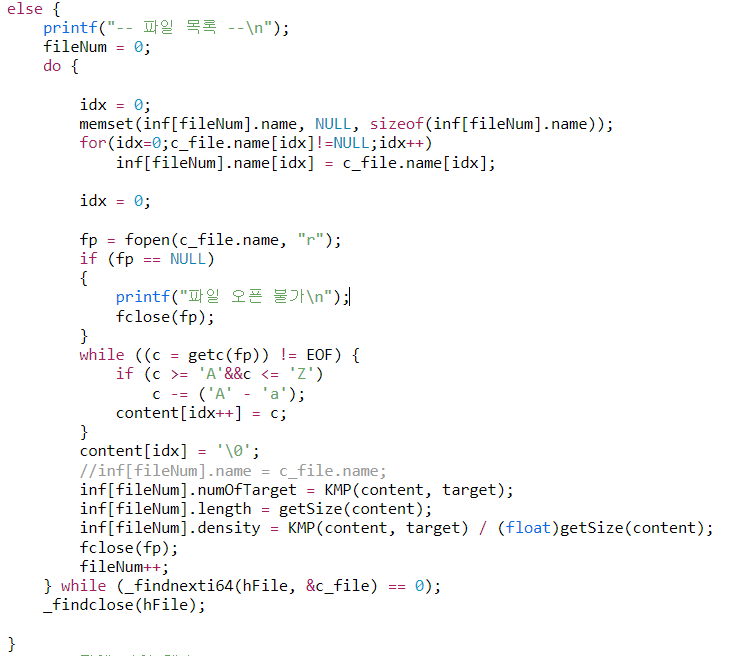 else {
    printf("-- 파일 목록 --\n");
    fileNum = 0;
    do {

        idx = 0;
        memset(inf[fileNum].name, NULL, sizeof(inf[fileNum].name));
        for(idx=0;c_file.name[idx]!=NULL;idx++)
            inf[fileNum].name[idx] = c_file.name[idx];

        idx = 0;

        fp = fopen(c_file.name, "r");
        if (fp == NULL)
        {
            printf("파일 오픈 불가\n");
            fclose(fp);
        }
        while ((c = getc(fp)) != EOF) {
            if (c >= 'A'&&c <= 'Z')
                c -= ('A' - 'a');
            content[idx++] = c;
        }
        content[idx] = '\0';
        //inf[fileNum].name = c_file.name;
        inf[fileNum].numOfTarget = KMP(content, target);
        inf[fileNum].length = getSize(content);
        inf[fileNum].density = KMP(content, target) / (float)getSize(content);
        fclose(fp);
        fileNum++;
    } while (_findnexti64(hFile, &c_file) == 0);
    _findclose(hFile);

}